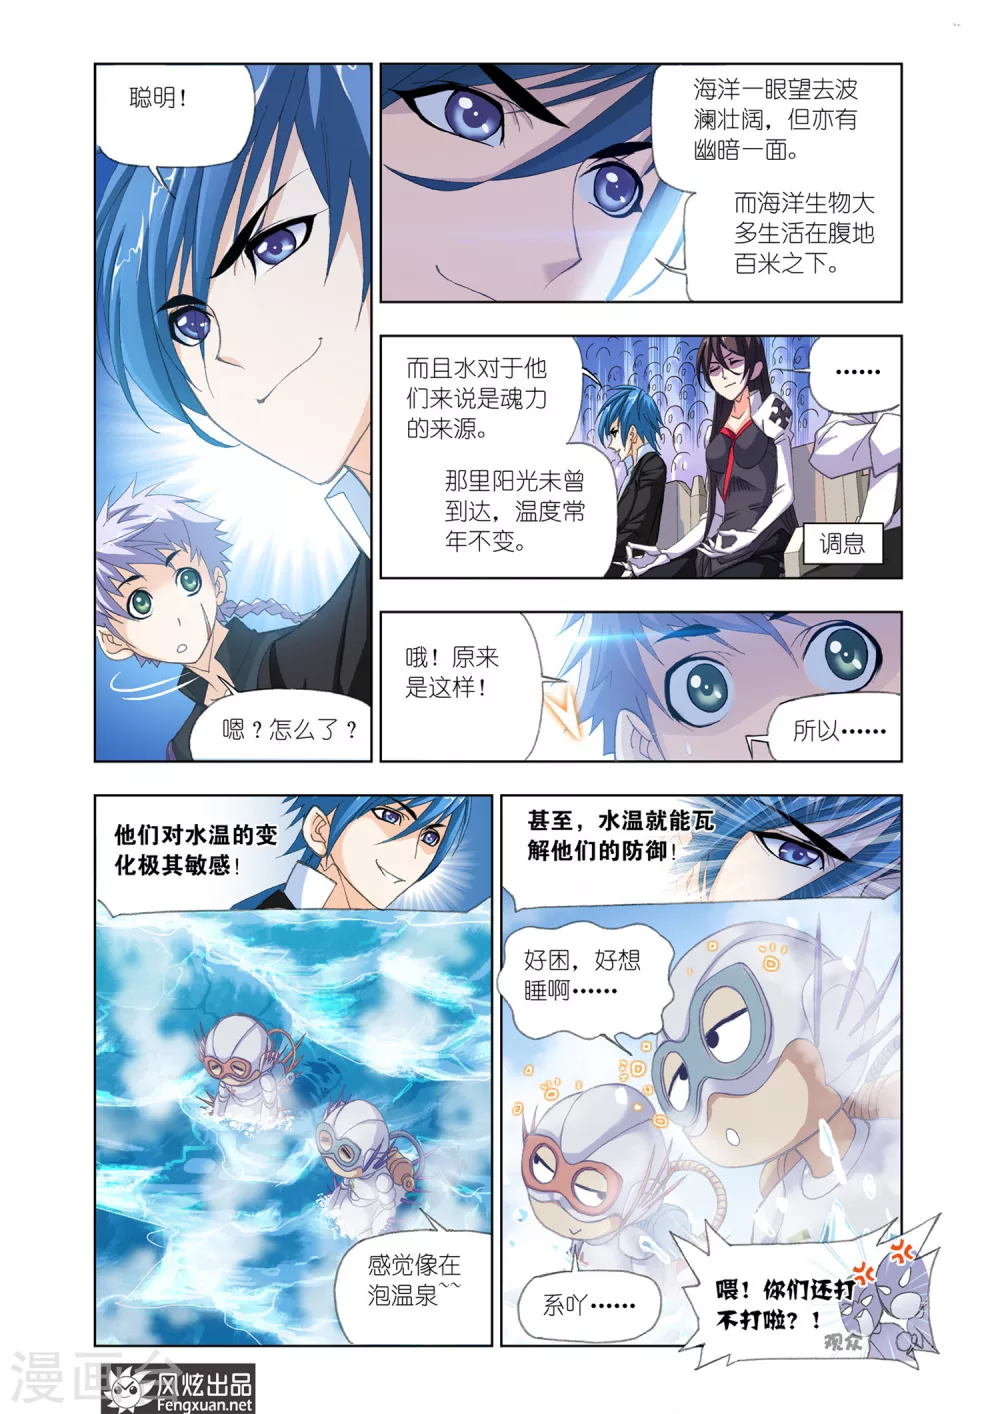 聪明！
嗯？怎么了？
海洋一眼望去波
澜壮阔，但亦有
幽暗一面。
而海洋生物大
多生活在腹地
百米之下。
而且水对于他
们来说是魂力
的来源。
那里阳光未曾
到达，温度常
年不变。
……
调息
哦！原来
是这样！
所以……
他们对水温的变
化极其敏感！
感觉像在
泡温泉~~
甚至，水温就能瓦
解他们的防御！
好困，好想
睡啊……
系吖……
喂！你们还打
不打啦？！
观众
漫画台
风炫出品
Fengxuan.net